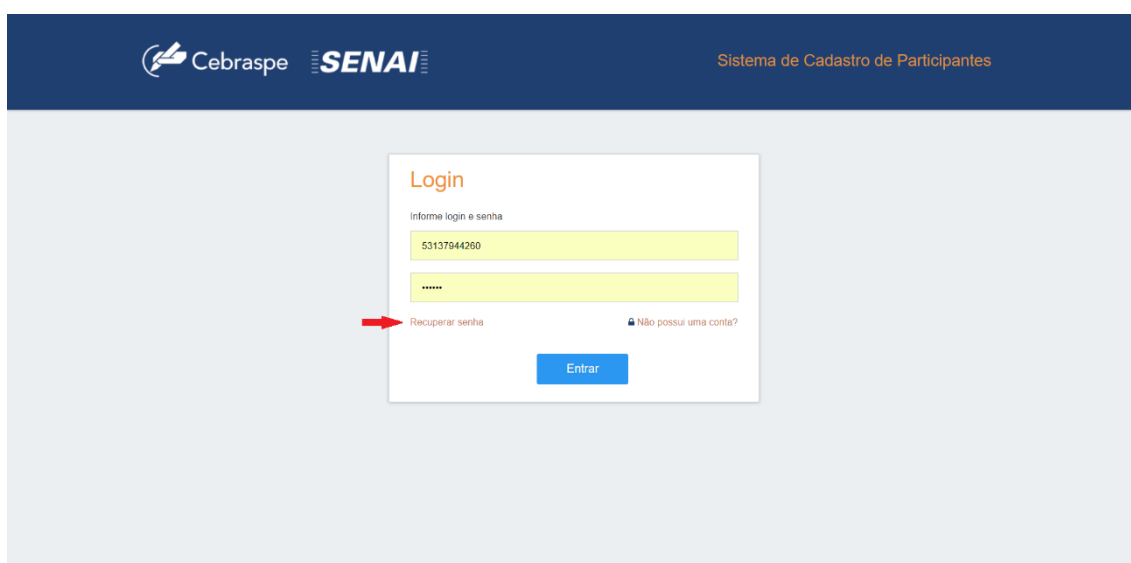 Cebraspe SENAI Sistema de Cadastro de Participantes
Login
Informe login e senha
53137944260
••••••
Recuperar senha Não possui uma conta?
Entrar